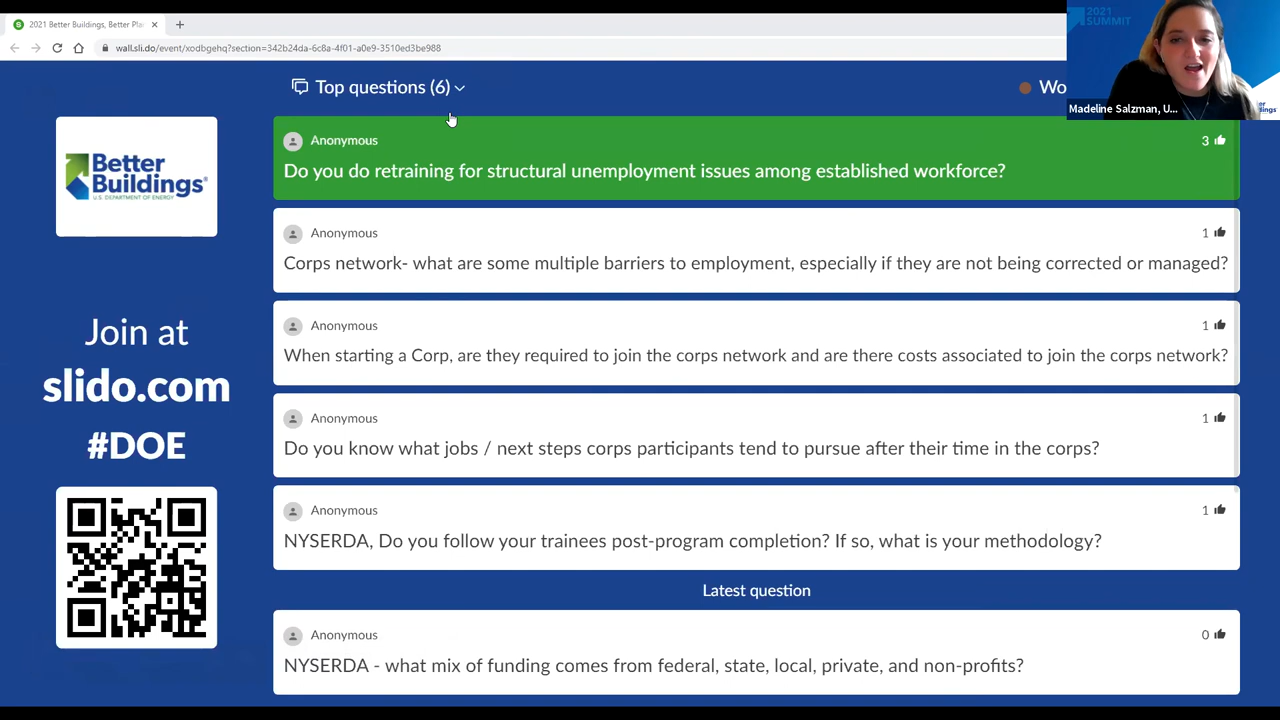 2021 Better Buildings, Better Pla
wall.sli.do/event/xodbgehq?section=342b24da-6c8a-4f01-a0e9-3510ed3be988
2021
SUMMIT
Madeline Salzman, U...
Top questions (6)
Wo
Better
Buildings®
U.S. DEPARTMENT OF ENERGY
Join at
slido.com
#DOE
Anonymous
3
Do you do retraining for structural unemployment issues among established workforce?
Anonymous
1
Corps network- what are some multiple barriers to employment, especially if they are not being corrected or managed?
Anonymous
1
When starting a Corp, are they required to join the corps network and are there costs associated to join the corps network?
Anonymous
1
Do you know what jobs / next steps corps participants tend to pursue after their time in the corps?
Anonymous
1
NYSERDA, Do you follow your trainees post-program completion? If so, what is your methodology?
Latest question
Anonymous
0
NYSERDA - what mix of funding comes from federal, state, local, private, and non-profits?